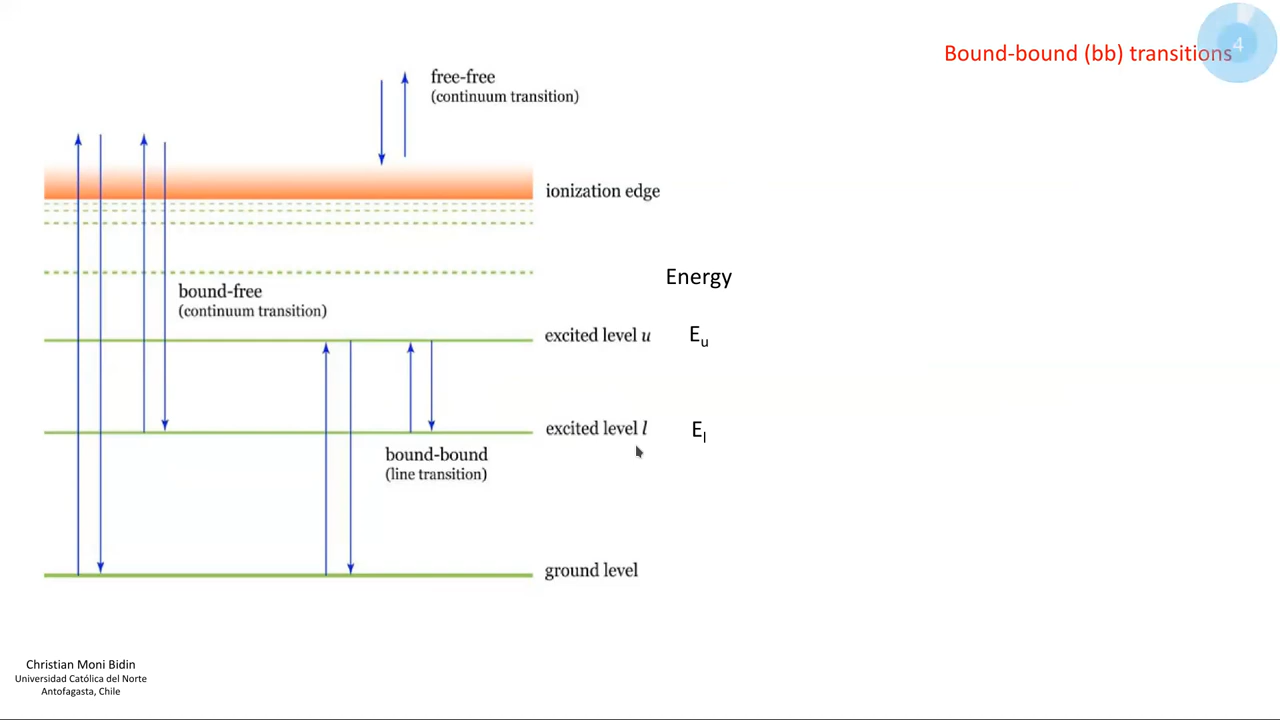 Bound-bound (bb) transitions
4
free-free
(continuum transition)
ionization edge
Energy
bound-free
(continuum transition)
excited level u
E_u
excited level l
E_l
bound-bound
(line transition)
ground level
Christian Moni Bidin
Universidad Católica del Norte
Antofagasta, Chile